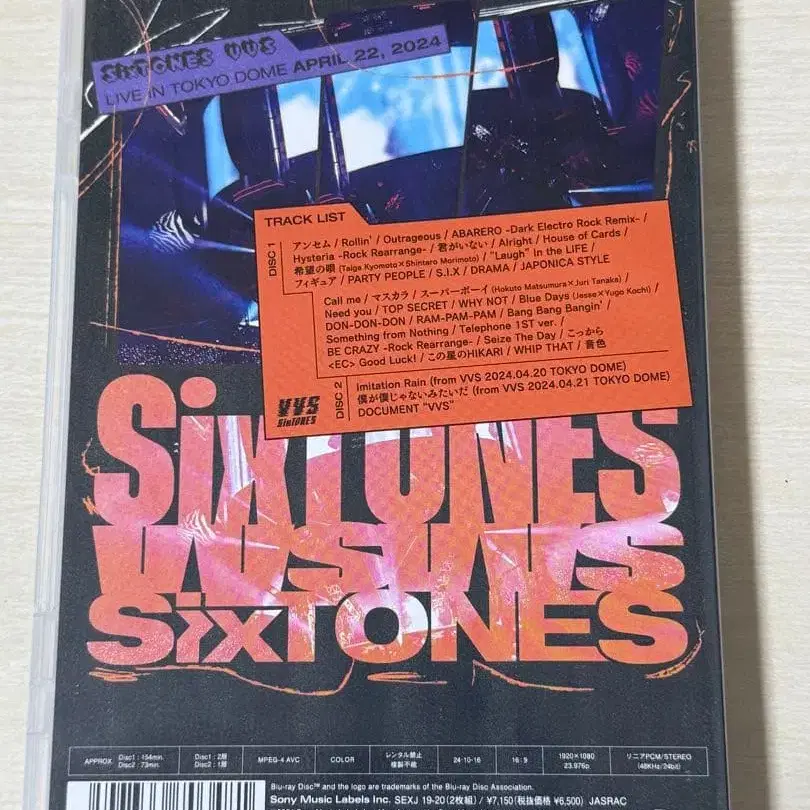 SixTONES VVS
LIVE IN TOKYO DOME APRIL 22, 2024
TRACK LIST
DISC 1
アンセム / Rollin' / Outrageous / ABARERO -Dark Electro Rock Remix- /
Hysteria -Rock Rearrange- / 君がいない / Alright / House of Cards /
希望の唄 (Taiga Kyomoto×Shintaro Morimoto) / "Laugh" In the LIFE /
フィギュア / PARTY PEOPLE / S.I.X / DRAMA / JAPONICA STYLE
Call me / マスカラ / スーパーボーイ (Hokuto Matsumura×Juri Tanaka) /
Need you / TOP SECRET / WHY NOT / Blue Days (Jesse×Yugo Kochi) /
DON-DON-DON / RAM-PAM-PAM / Bang Bang Bangin' /
Something from Nothing / Telephone 1ST ver. /
BE CRAZY -Rock Rearrange- / Seize The Day / こっから
<EC> Good Luck! / この星のHIKARI / WHIP THAT / 音色
DISC 2
Imitation Rain (from VVS 2024.04.20 TOKYO DOME)
僕が僕じゃないみたいだ (from VVS 2024.04.21 TOKYO DOME)
DOCUMENT "VVS"
VVS
SixTONES
SixTONES
SixTONES
APPROX Disc1 : 154min. Disc1 : 2層 MPEG-4 AVC COLOR レンタル禁止 24·10·16 16 : 9 1920×1080 リニアPCM/STEREO
Disc2 : 73min. Disc2 : 1層 複製不能 23.976p (48KHz/24bit)
Blu-ray Disc™ and the logo are trademarks of the Blu-ray Disc Association.
Sony Music Labels Inc. SEXJ 19-20 (2枚組) / ¥7,150 (税抜価格 ¥6,500) JASRAC